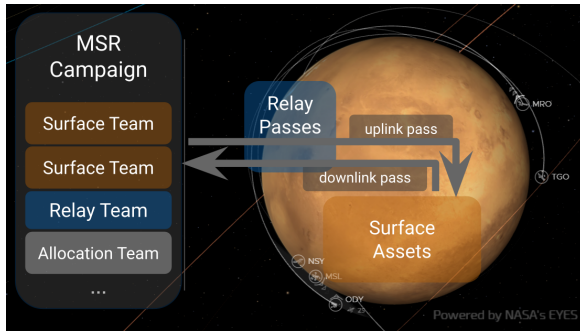 MSR
Campaign
Surface Team
Surface Team
Relay Team
Allocation Team
...
Relay
Passes
uplink pass
downlink pass
Surface
Assets
MRO
TGO
NSY
MSL
ODY
Powered by NASA's EYES